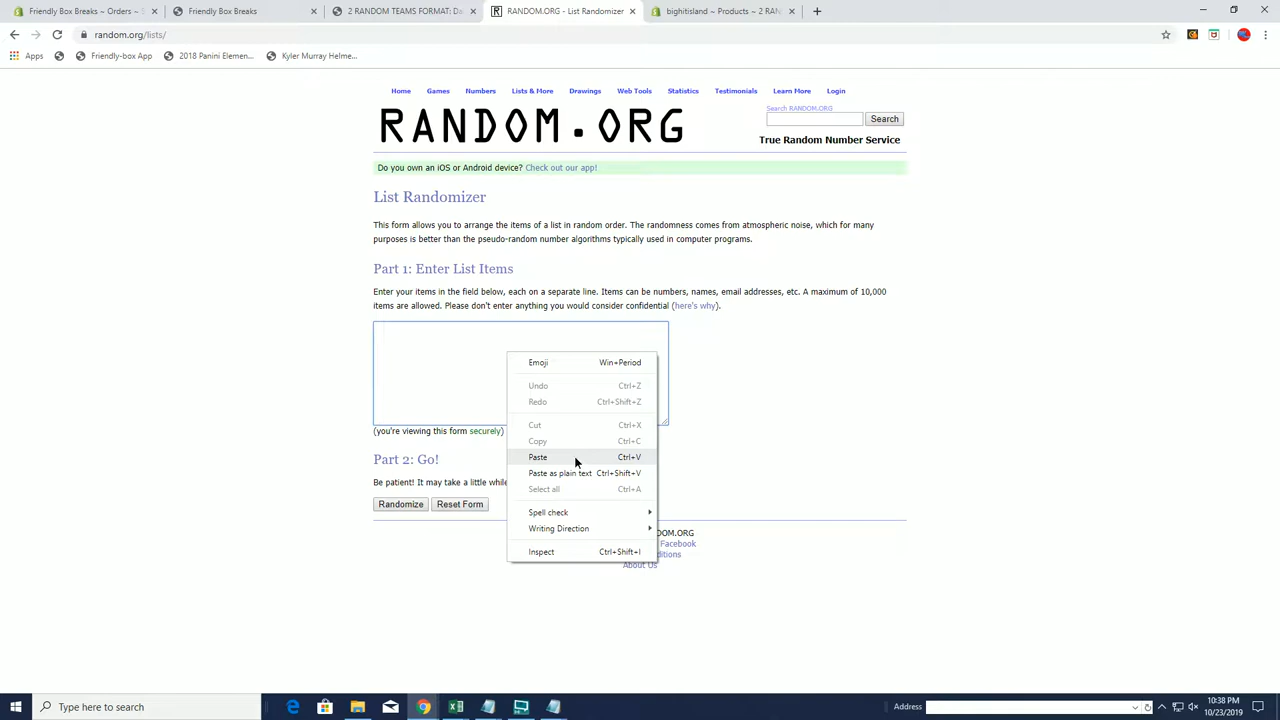 Friendly Box Breaks ~ Orders ~ S
Friendly Box Breaks
2 RANDOM TEAMS FORMAT: Da
RANDOM.ORG - List Randomizer
bighitisland ~ Products ~ 2 RAN
random.org/lists/
Apps
Friendly-box App
2018 Panini Elemen...
Kyler Murray Helme...
Home Games Numbers Lists & More Drawings Web Tools Statistics Testimonials Learn More Login
RANDOM.ORG
Search RANDOM.ORG
Search
True Random Number Service
Do you own an iOS or Android device? Check out our app!
List Randomizer
This form allows you to arrange the items of a list in random order. The randomness comes from atmospheric noise, which for many
purposes is better than the pseudo-random number algorithms typically used in computer programs.
Part 1: Enter List Items
Enter your items in the field below, each on a separate line. Items can be numbers, names, email addresses, etc. A maximum of 10,000
items are allowed. Please don't enter anything you would consider confidential (here's why).
Emoji Win+Period
Undo Ctrl+Z
Redo Ctrl+Shift+Z
Cut Ctrl+X
Copy Ctrl+C
Paste Ctrl+V
Paste as plain text Ctrl+Shift+V
Select all Ctrl+A
Spell check
Writing Direction
Inspect Ctrl+Shift+I
(you're viewing this form securely)
Part 2: Go!
Be patient! It may take a little while
Randomize
Reset Form
DOM.ORG
Facebook
ditions
About Us
Type here to search
Address
10:38 PM
10/23/2019